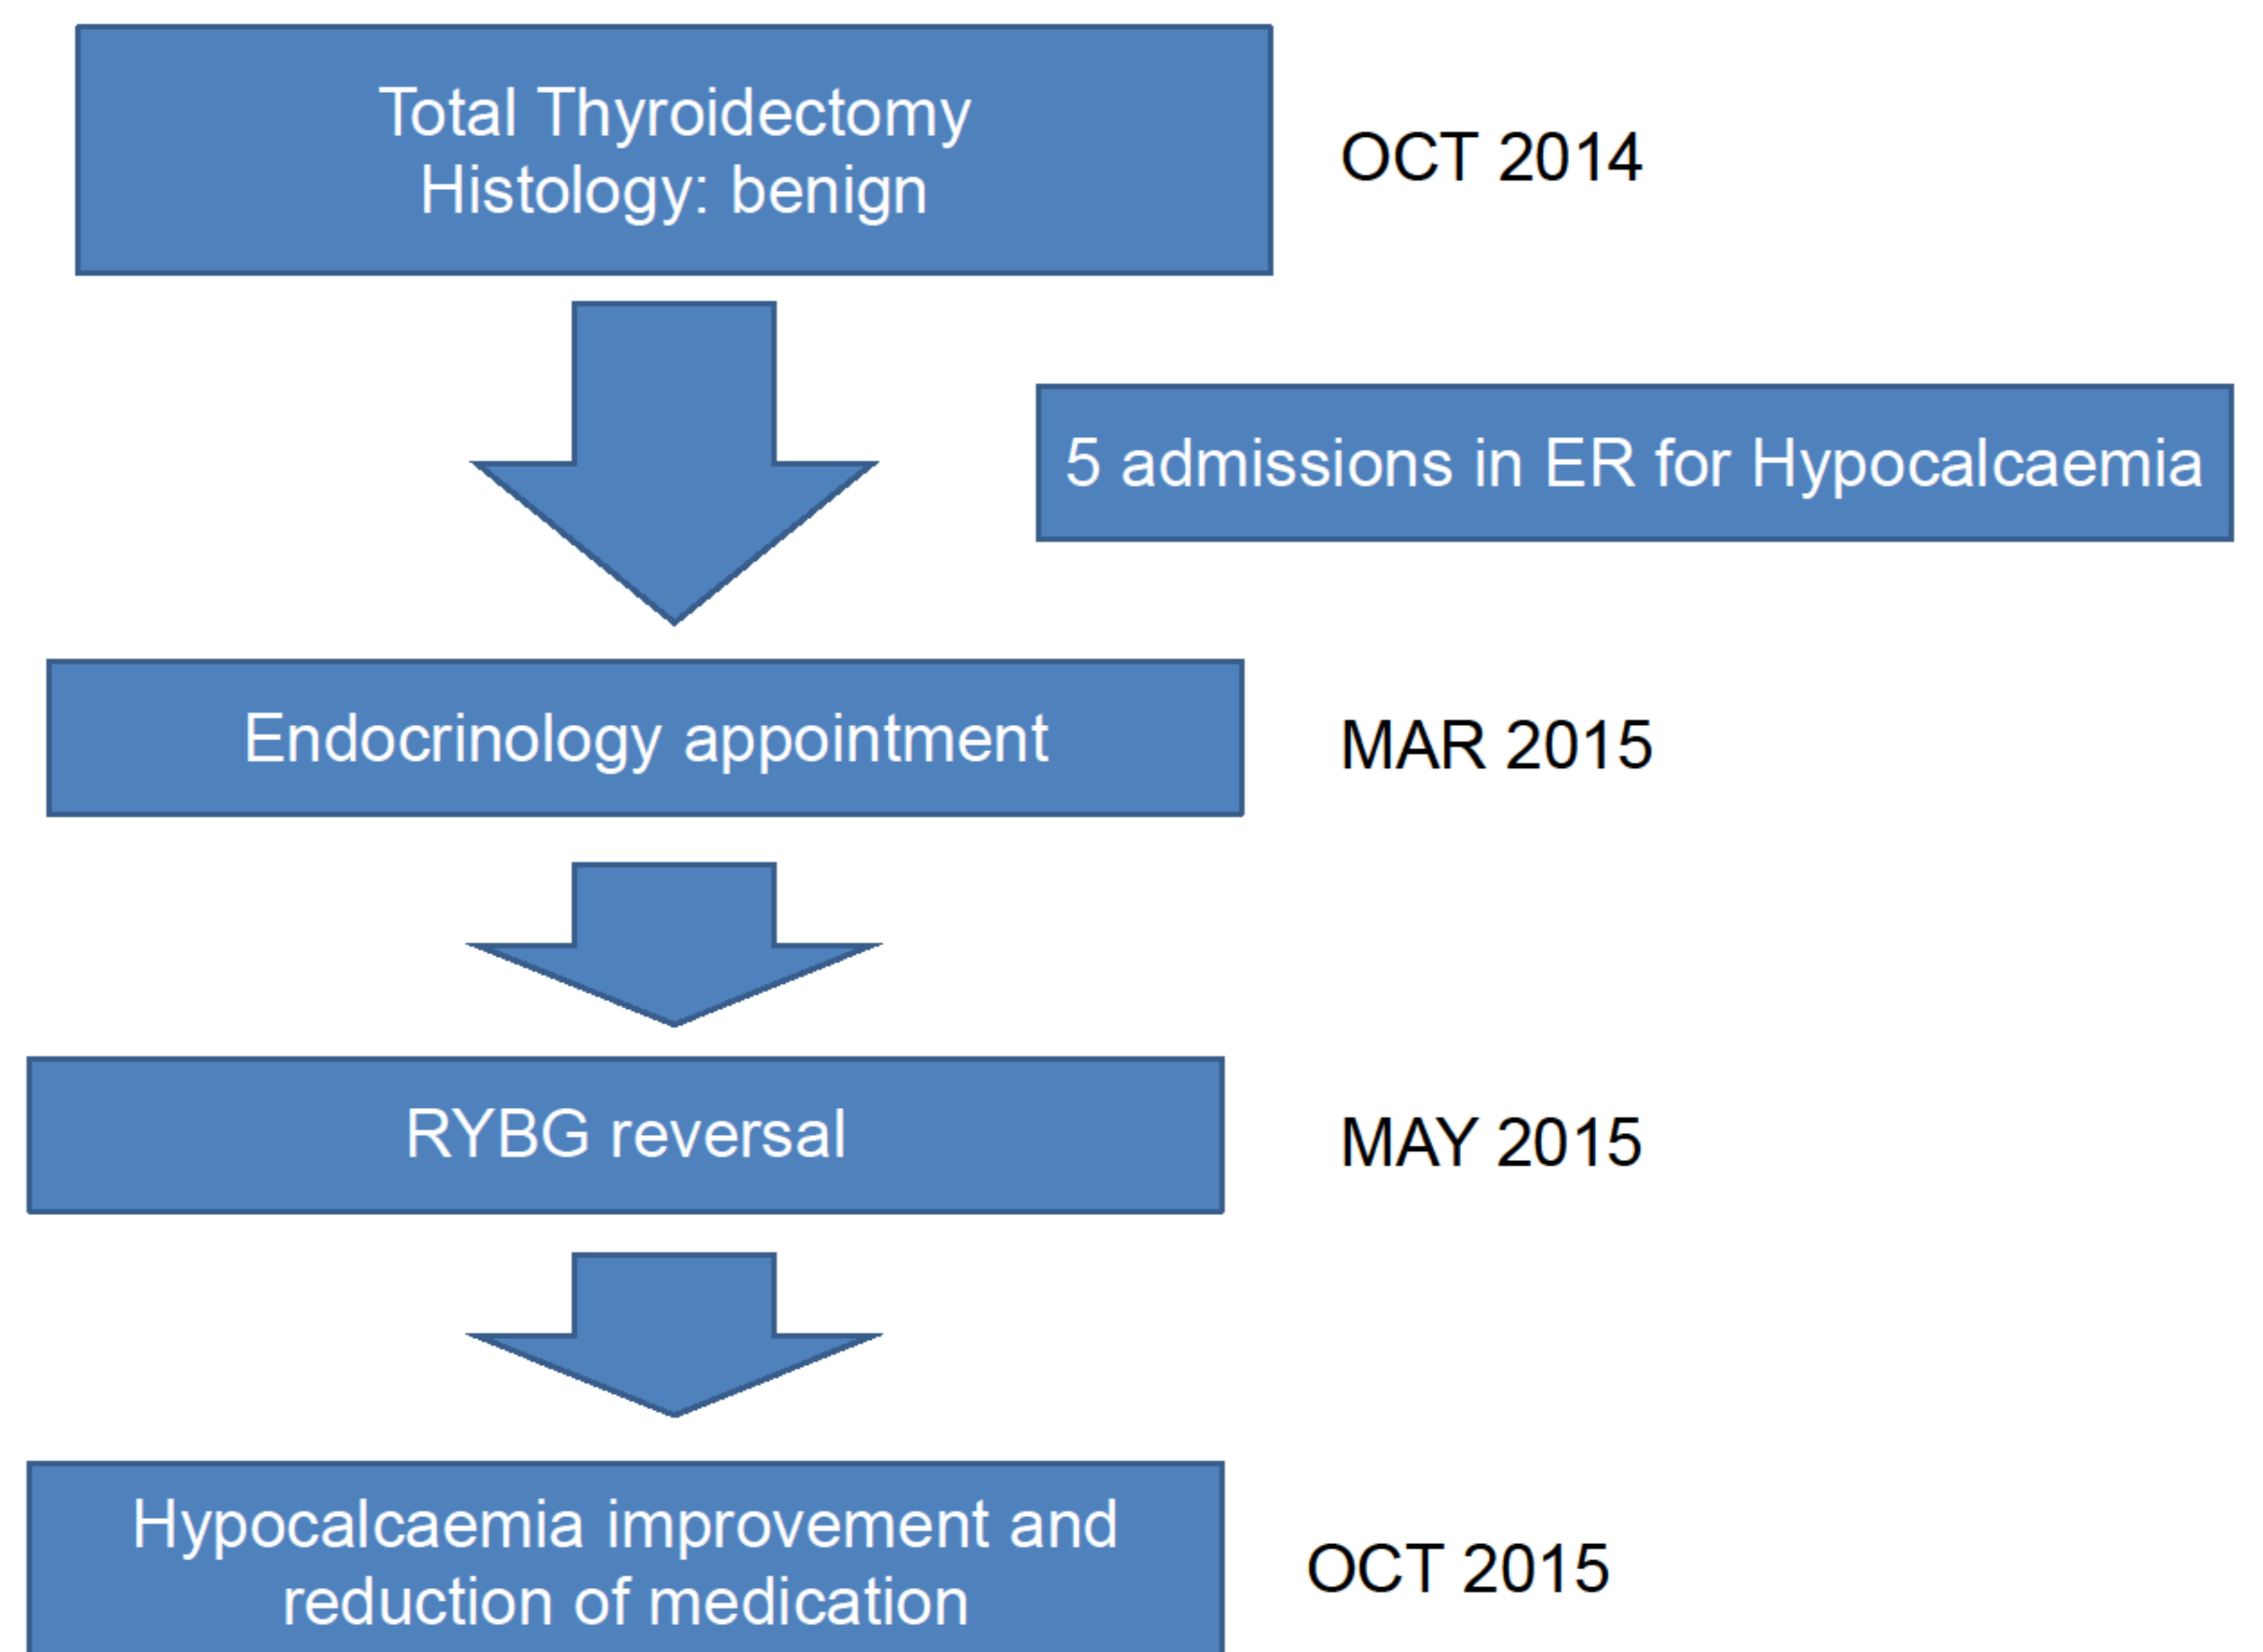 Total Thyroidectomy
Histology: benign
OCT 2014
5 admissions in ER for Hypocalcaemia
Endocrinology appointment
MAR 2015
RYBG reversal
MAY 2015
Hypocalcaemia improvement and
reduction of medication
OCT 2015